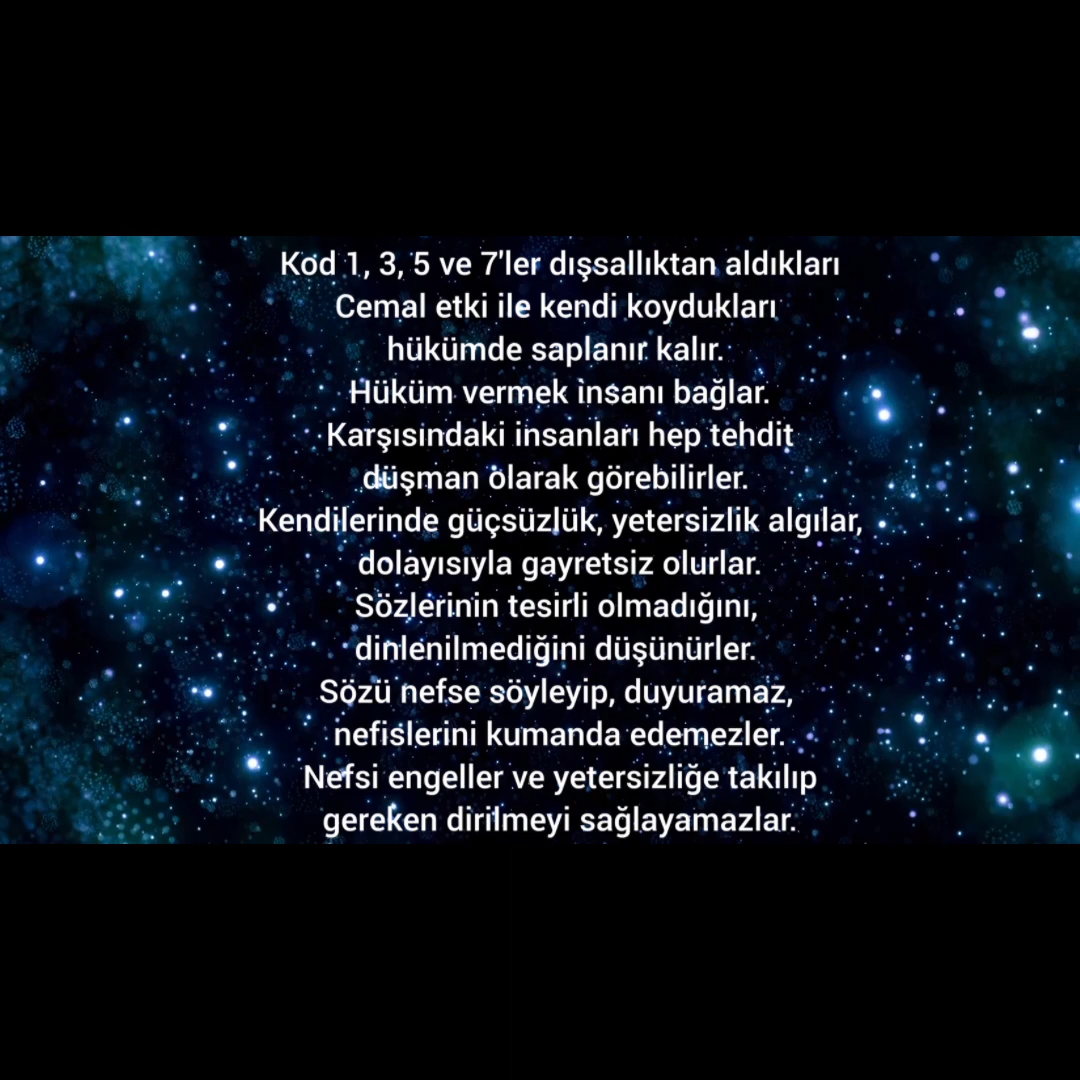 Kod 1, 3, 5 ve 7'ler dışsallıktan aldıkları
Cemal etki ile kendi koydukları
hükümde saplanır kalır.
Hüküm vermek insanı bağlar.
Karşısındaki insanları hep tehdit
düşman olarak görebilirler.
Kendilerinde güçsüzlük, yetersizlik algılar,
dolayısıyla gayretsiz olurlar.
Sözlerinin tesirli olmadığını,
dinlenilmediğini düşünürler.
Sözü nefse söyleyip, duyuramaz,
nefislerini kumanda edemezler.
Nefsi engeller ve yetersizliğe takılıp
gereken dirilmeyi sağlayamazlar.